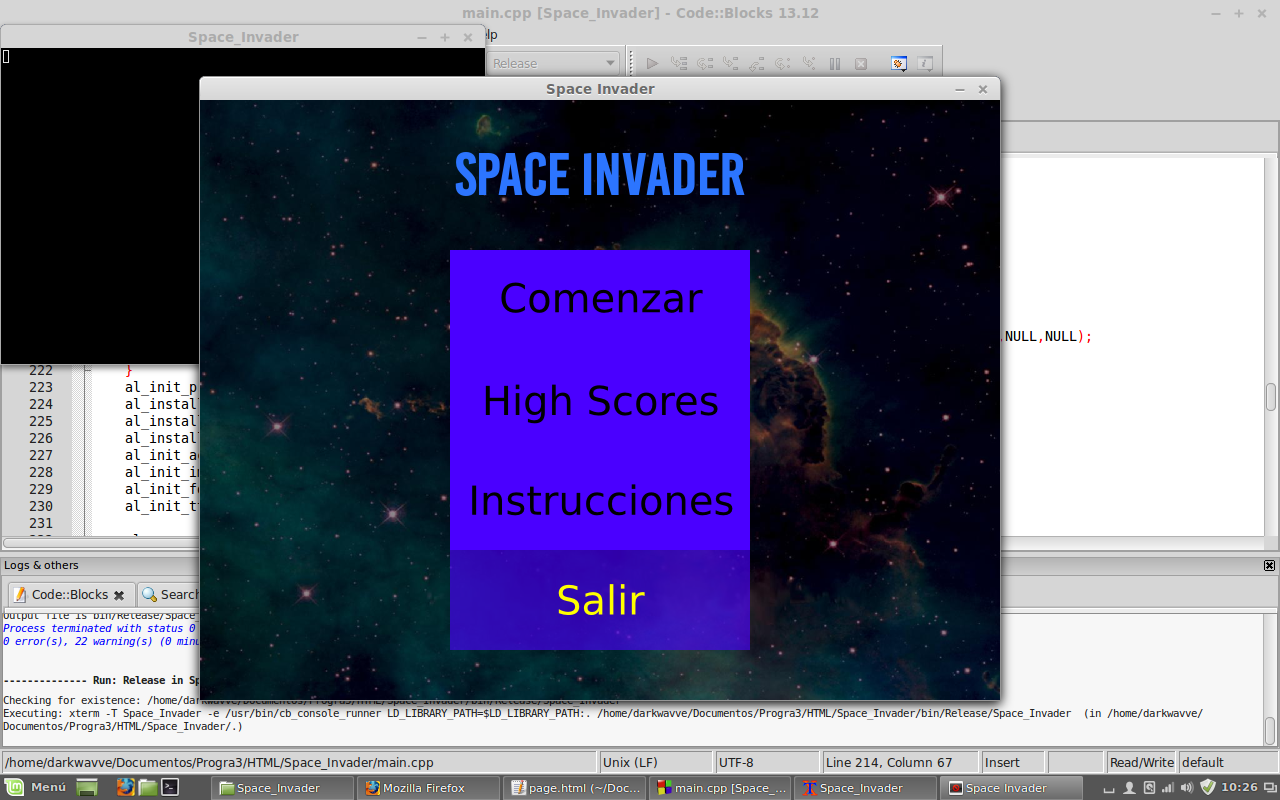 main.cpp [Space_Invader] - Code::Blocks 13.12
Space_Invader
Release
Space Invader
SPACE INVADER
Comenzar
High Scores
Instrucciones
Salir
,NULL,NULL);
222 }
223 al_init_p
224 al_instal
225 al_instal
226 al_instal
227 al_init_a
228 al_init_i
229 al_init_f
230 al_init_t
231
Logs & others
Code::Blocks
Search
Output file is bin/Release/Space_
Process terminated with status 0
0 error(s), 22 warning(s) (0 minu
------------- Run: Release in Sp
Checking for existence: /home/darkwavve/Documentos/Progra3/HTML/Space_Invader/bin/Release/Space_Invader
Executing: xterm -T Space_Invader -e /usr/bin/cb_console_runner LD_LIBRARY_PATH=$LD_LIBRARY_PATH:. /home/darkwavve/Documentos/Progra3/HTML/Space_Invader/bin/Release/Space_Invader (in /home/darkwavve/
Documentos/Progra3/HTML/Space_Invader/.)
/home/darkwavve/Documentos/Progra3/HTML/Space_Invader/main.cpp
Unix (LF)
UTF-8
Line 214, Column 67
Insert
Read/Write
default
Menú
Space_Invader
Mozilla Firefox
page.html (~/Doc...
main.cpp [Space_...
Space_Invader
Space Invader
10:26